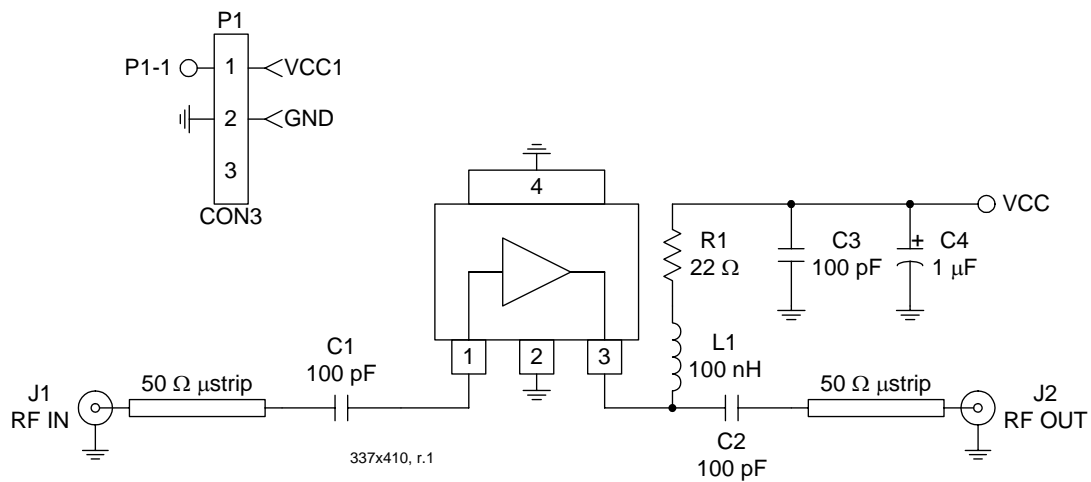 P1
P1-1
1
VCC1
2
GND
3
CON3
4
VCC
R1
22 Ω
C3
100 pF
+
C4
1 μF
1
2
3
L1
100 nH
C1
100 pF
J1
RF IN
50 Ω μstrip
50 Ω μstrip
J2
RF OUT
C2
100 pF
337x410, r.1